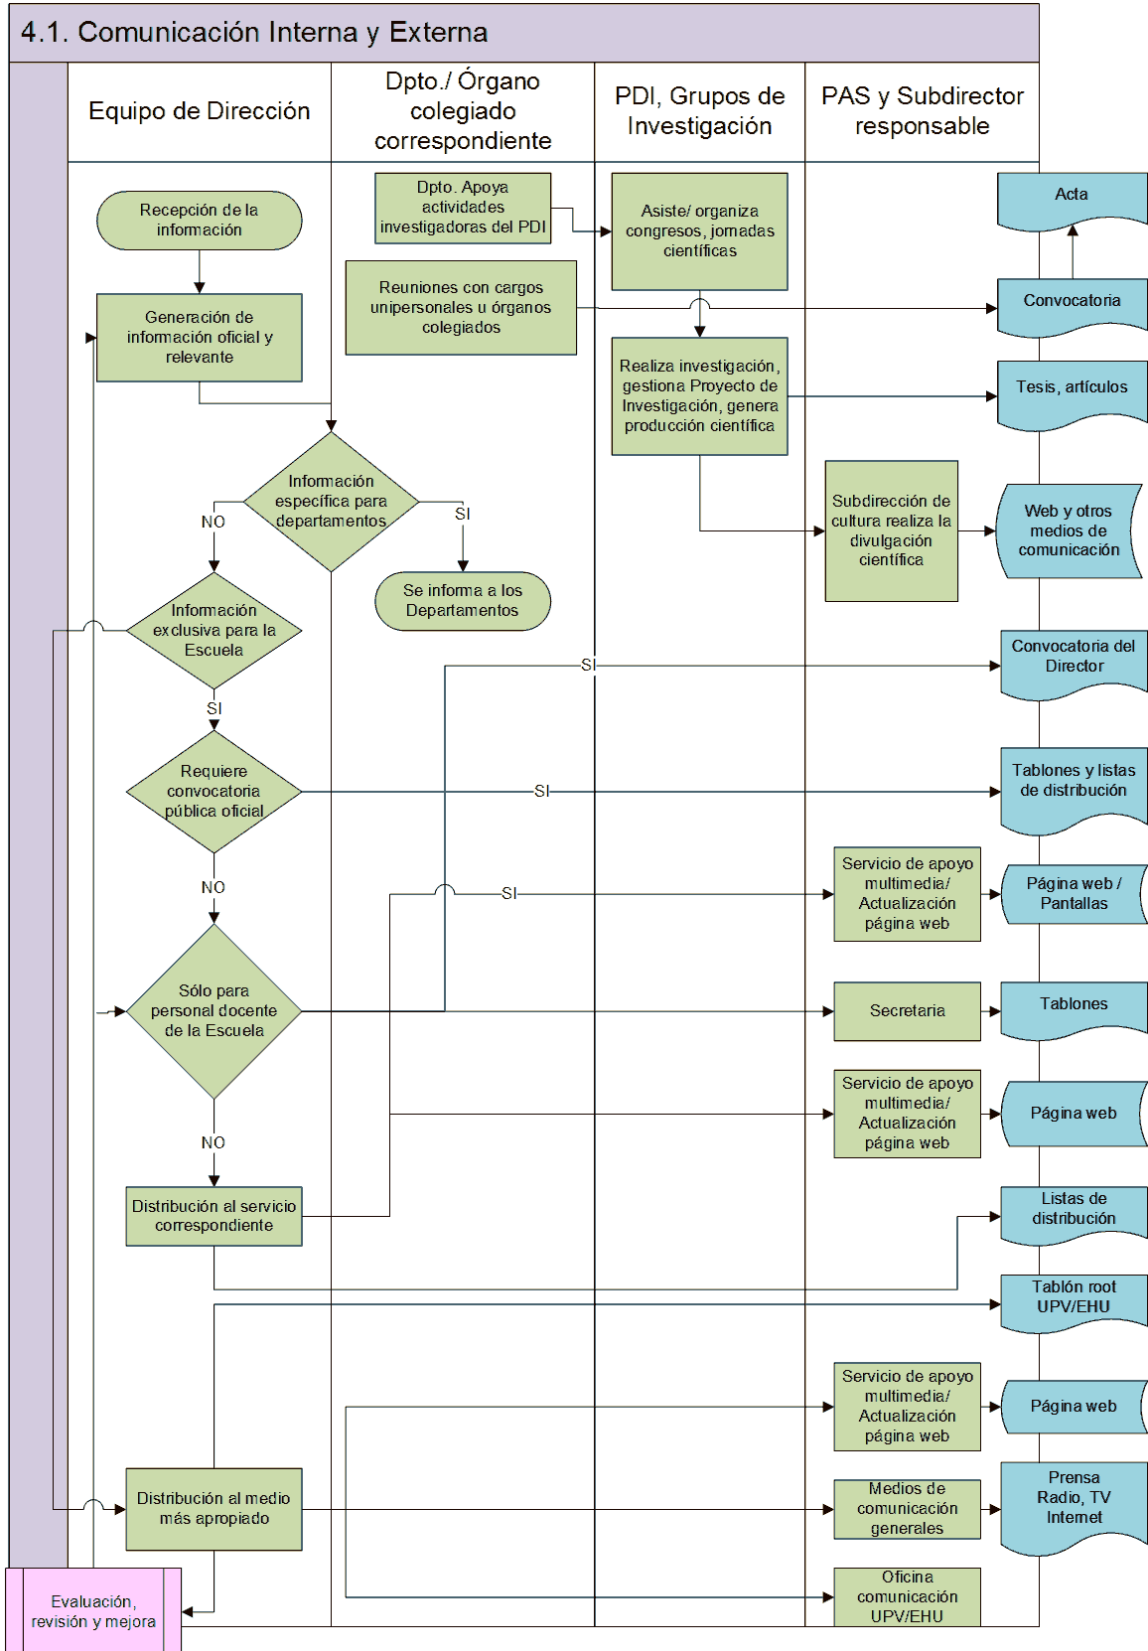 4.1. Comunicación Interna y Externa
Equipo de Dirección
Dpto./ Órgano
colegiado
correspondiente
PDI, Grupos de
Investigación
PAS y Subdirector
responsable
Recepción de la
información
Dpto. Apoya
actividades
investigadoras del PDI
Asiste/ organiza
congresos, jornadas
científicas
Acta
Generación de
información oficial y
relevante
Reuniones con cargos
unipersonales u órganos
colegiados
Convocatoria
Realiza investigación,
gestiona Proyecto de
Investigación, genera
producción científica
Tesis, artículos
Información
específica para
departamentos
NO
SI
Subdirección de
cultura realiza la
divulgación
científica
Web y otros
medios de
comunicación
Se informa a los
Departamentos
Información
exclusiva para la
Escuela
SI
SI
Convocatoria del
Director
Requiere
convocatoria
pública oficial
SI
Tablones y listas
de distribución
NO
SI
Servicio de apoyo
multimedia/
Actualización
página web
Página web /
Pantallas
Sólo para
personal docente
de la Escuela
Secretaria
Tablones
NO
Servicio de apoyo
multimedia/
Actualización
página web
Página web
Distribución al servicio
correspondiente
Listas de
distribución
Tablón root
UPV/EHU
Servicio de apoyo
multimedia/
Actualización
página web
Página web
Distribución al medio
más apropiado
Medios de
comunicación
generales
Prensa
Radio, TV
Internet
Evaluación,
revisión y mejora
Oficina
comunicación
UPV/EHU